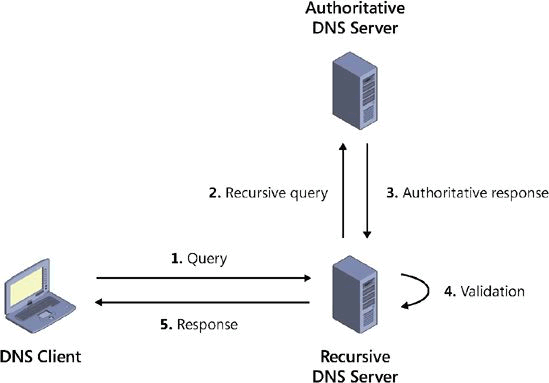 Authoritative
DNS Server
2. Recursive query
3. Authoritative response
1. Query
4. Validation
5. Response
DNS Client
Recursive
DNS Server